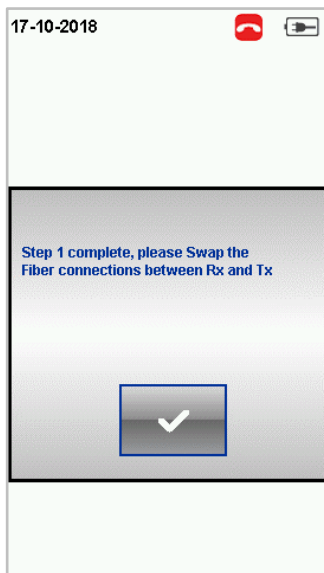 17-10-2018
Step 1 complete, please Swap the
Fiber connections between Rx and Tx